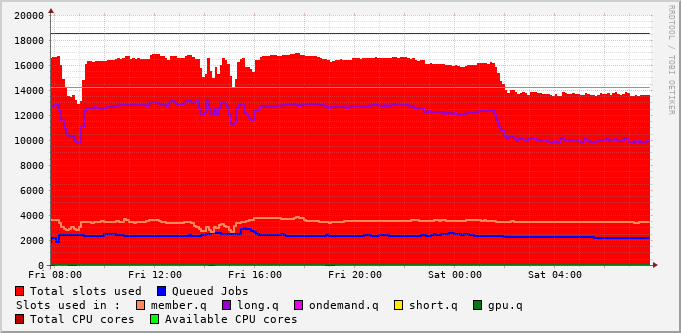 20000
18000
16000
14000
12000
10000
8000
6000
4000
2000
0
Fri 08:00 Fri 12:00 Fri 16:00 Fri 20:00 Sat 00:00 Sat 04:00
Total slots used Queued Jobs
Slots used in : member.q long.q ondemand.q short.q gpu.q
Total CPU cores Available CPU cores
RRDTOOL / TOBI OETIKER